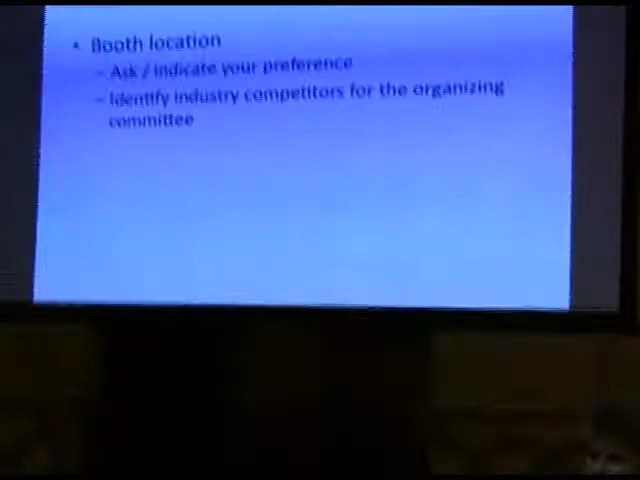 • Booth location
– Ask / indicate your preference
– Identify industry competitors for the organizing
committee